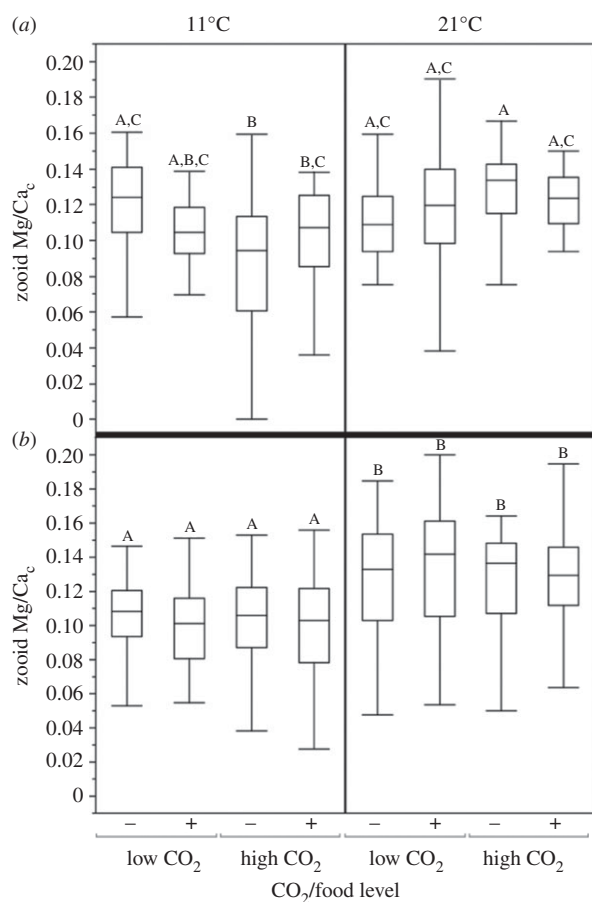 (a) 11°C 21°C
0.20
0.18
0.16
0.14
0.12
0.10
0.08
0.06
0.04
0.02
0
zooid Mg/Cac
A,C A,B,C B B,C A,C A,C A A,C
(b)
0.20
0.18
0.16
0.14
0.12
0.10
0.08
0.06
0.04
0.02
0
zooid Mg/Cac
A A A A B B B B
– + – + – + – +
low CO2 high CO2 low CO2 high CO2
CO2/food level